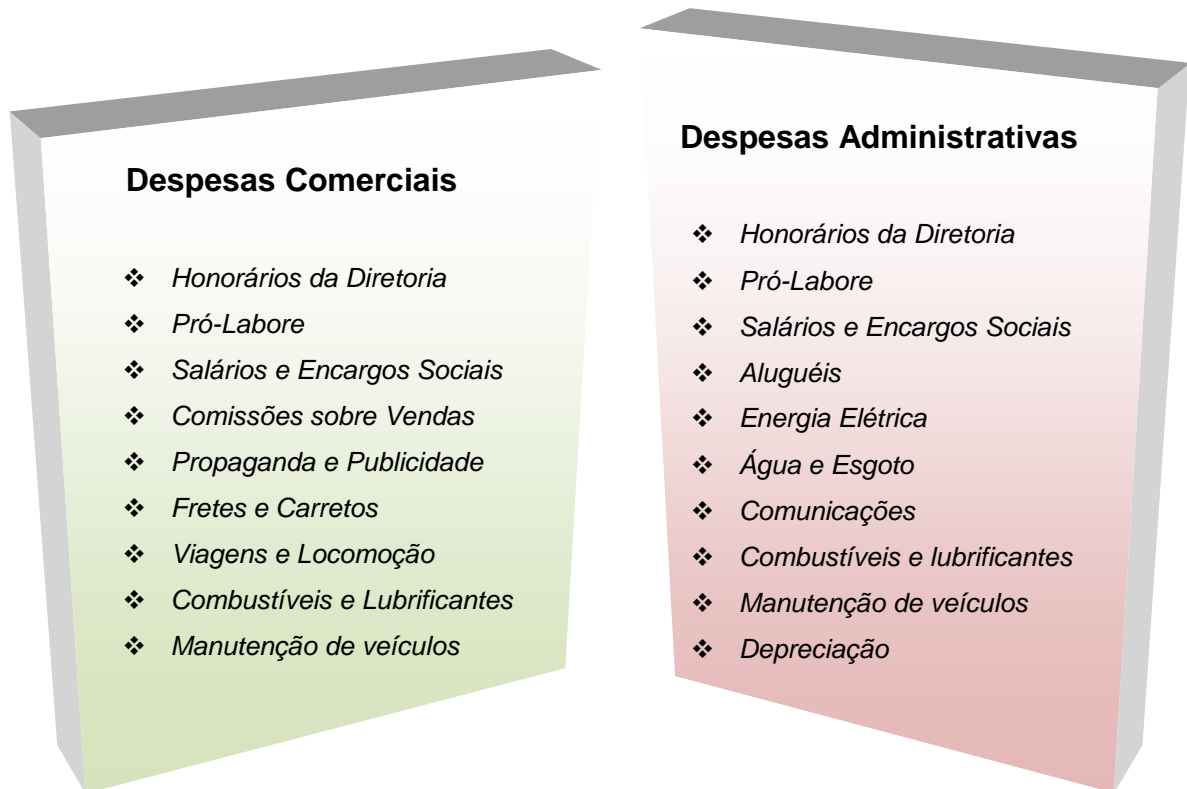 Despesas Comerciais
❖ Honorários da Diretoria
❖ Pró-Labore
❖ Salários e Encargos Sociais
❖ Comissões sobre Vendas
❖ Propaganda e Publicidade
❖ Fretes e Carretos
❖ Viagens e Locomoção
❖ Combustíveis e Lubrificantes
❖ Manutenção de veículos
Despesas Administrativas
❖ Honorários da Diretoria
❖ Pró-Labore
❖ Salários e Encargos Sociais
❖ Aluguéis
❖ Energia Elétrica
❖ Água e Esgoto
❖ Comunicações
❖ Combustíveis e lubrificantes
❖ Manutenção de veículos
❖ Depreciação